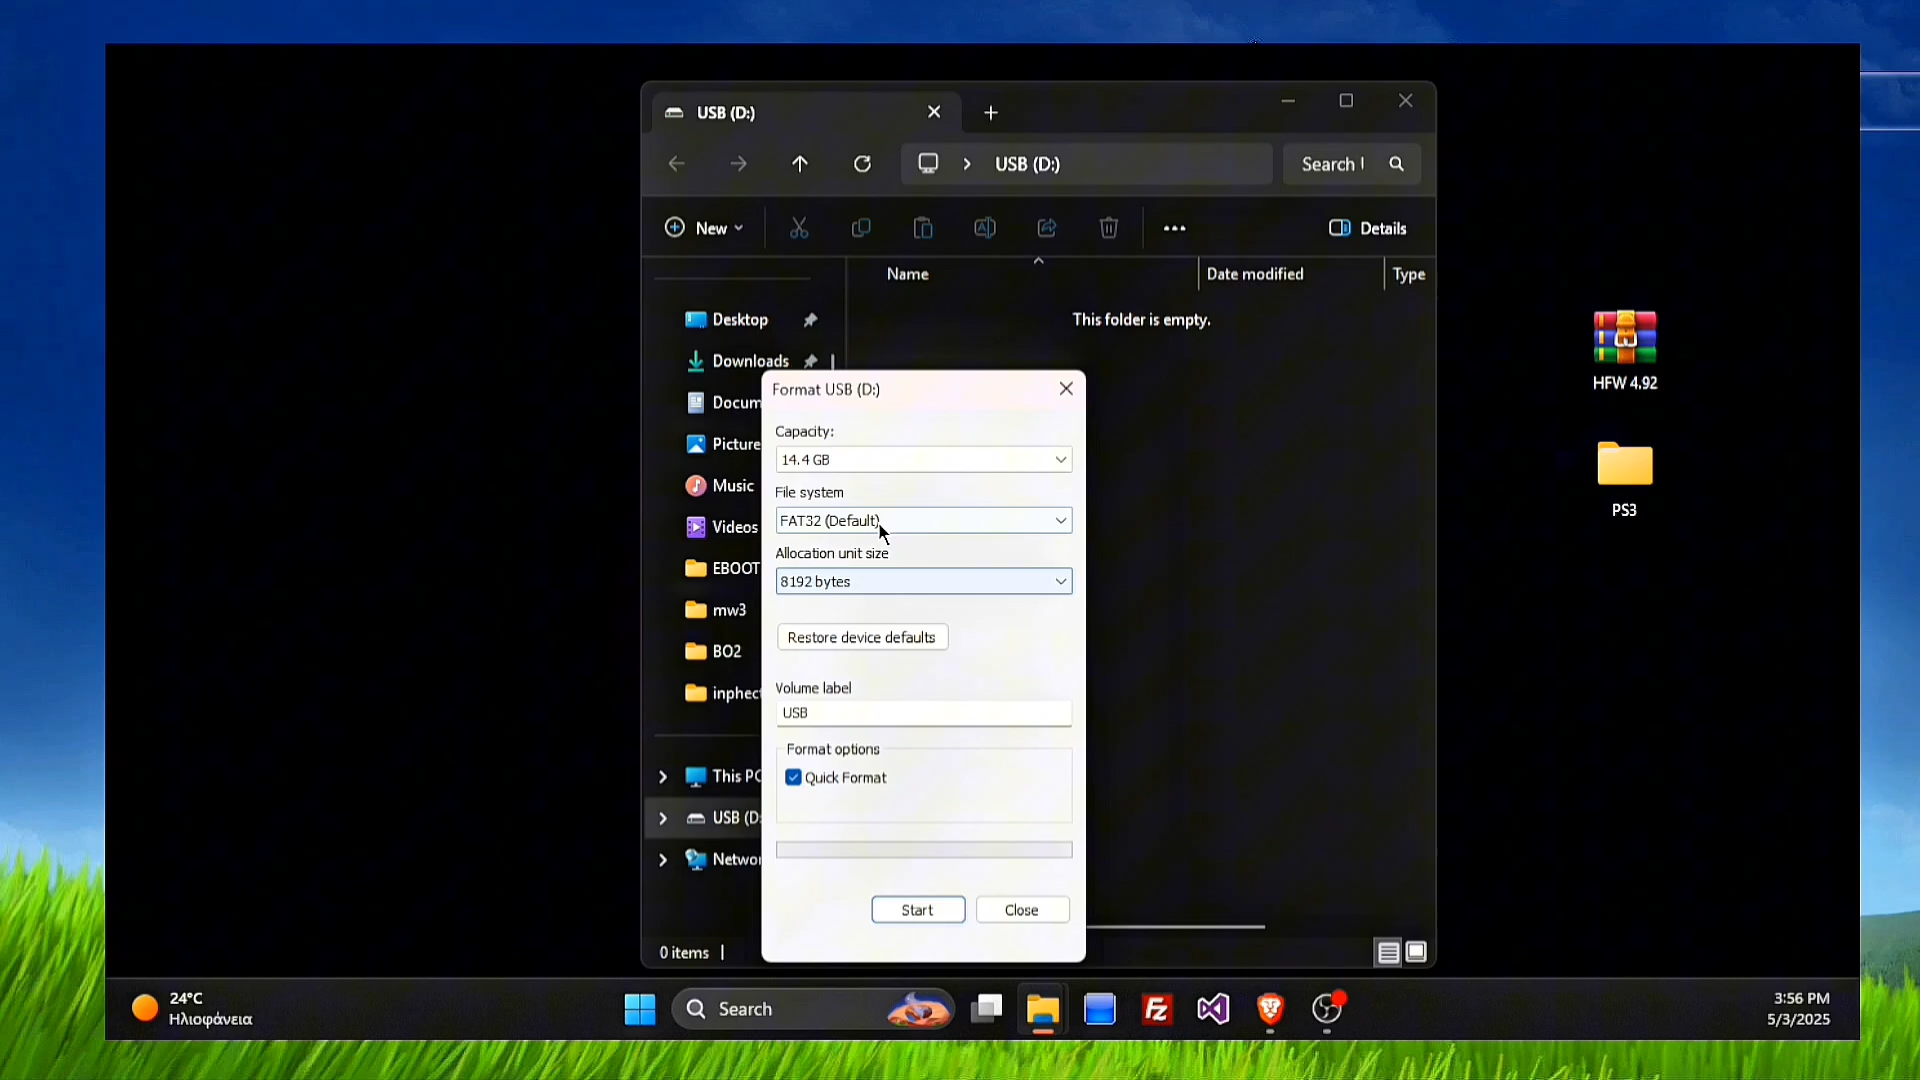 USB (D:)
USB (D:)
Search
New
Details
Name
Date modified
Type
Desktop
This folder is empty.
Downloads
Docum
Picture
Music
Videos
EBOOT
mw3
BO2
inphect
This PC
USB (D:
Networ
0 items
Format USB (D:)
Capacity:
14.4 GB
File system
FAT32 (Default)
Allocation unit size
8192 bytes
Restore device defaults
Volume label
USB
Format options
Quick Format
Start
Close
HFW 4.92
PS3
24°C
Ηλιοφάνεια
Search
3:56 PM
5/3/2025